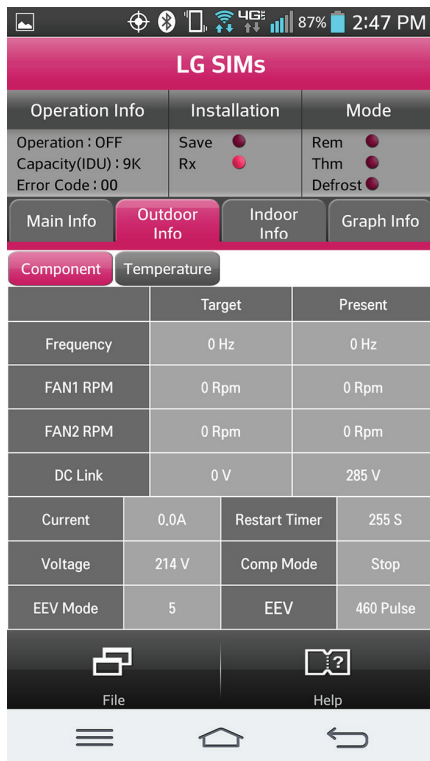 4G 87% 2:47 PM
LG SIMs
Operation Info Installation Mode
Operation : OFF Save Rem
Capacity(IDU) : 9K Rx Thm
Error Code : 00 Defrost
Main Info Outdoor Info Indoor Info Graph Info
Component Temperature
Target Present
Frequency 0 Hz 0 Hz
FAN1 RPM 0 Rpm 0 Rpm
FAN2 RPM 0 Rpm 0 Rpm
DC Link 0 V 285 V
Current 0.0A Restart Timer 255 S
Voltage 214 V Comp Mode Stop
EEV Mode 5 EEV 460 Pulse
?
File Help